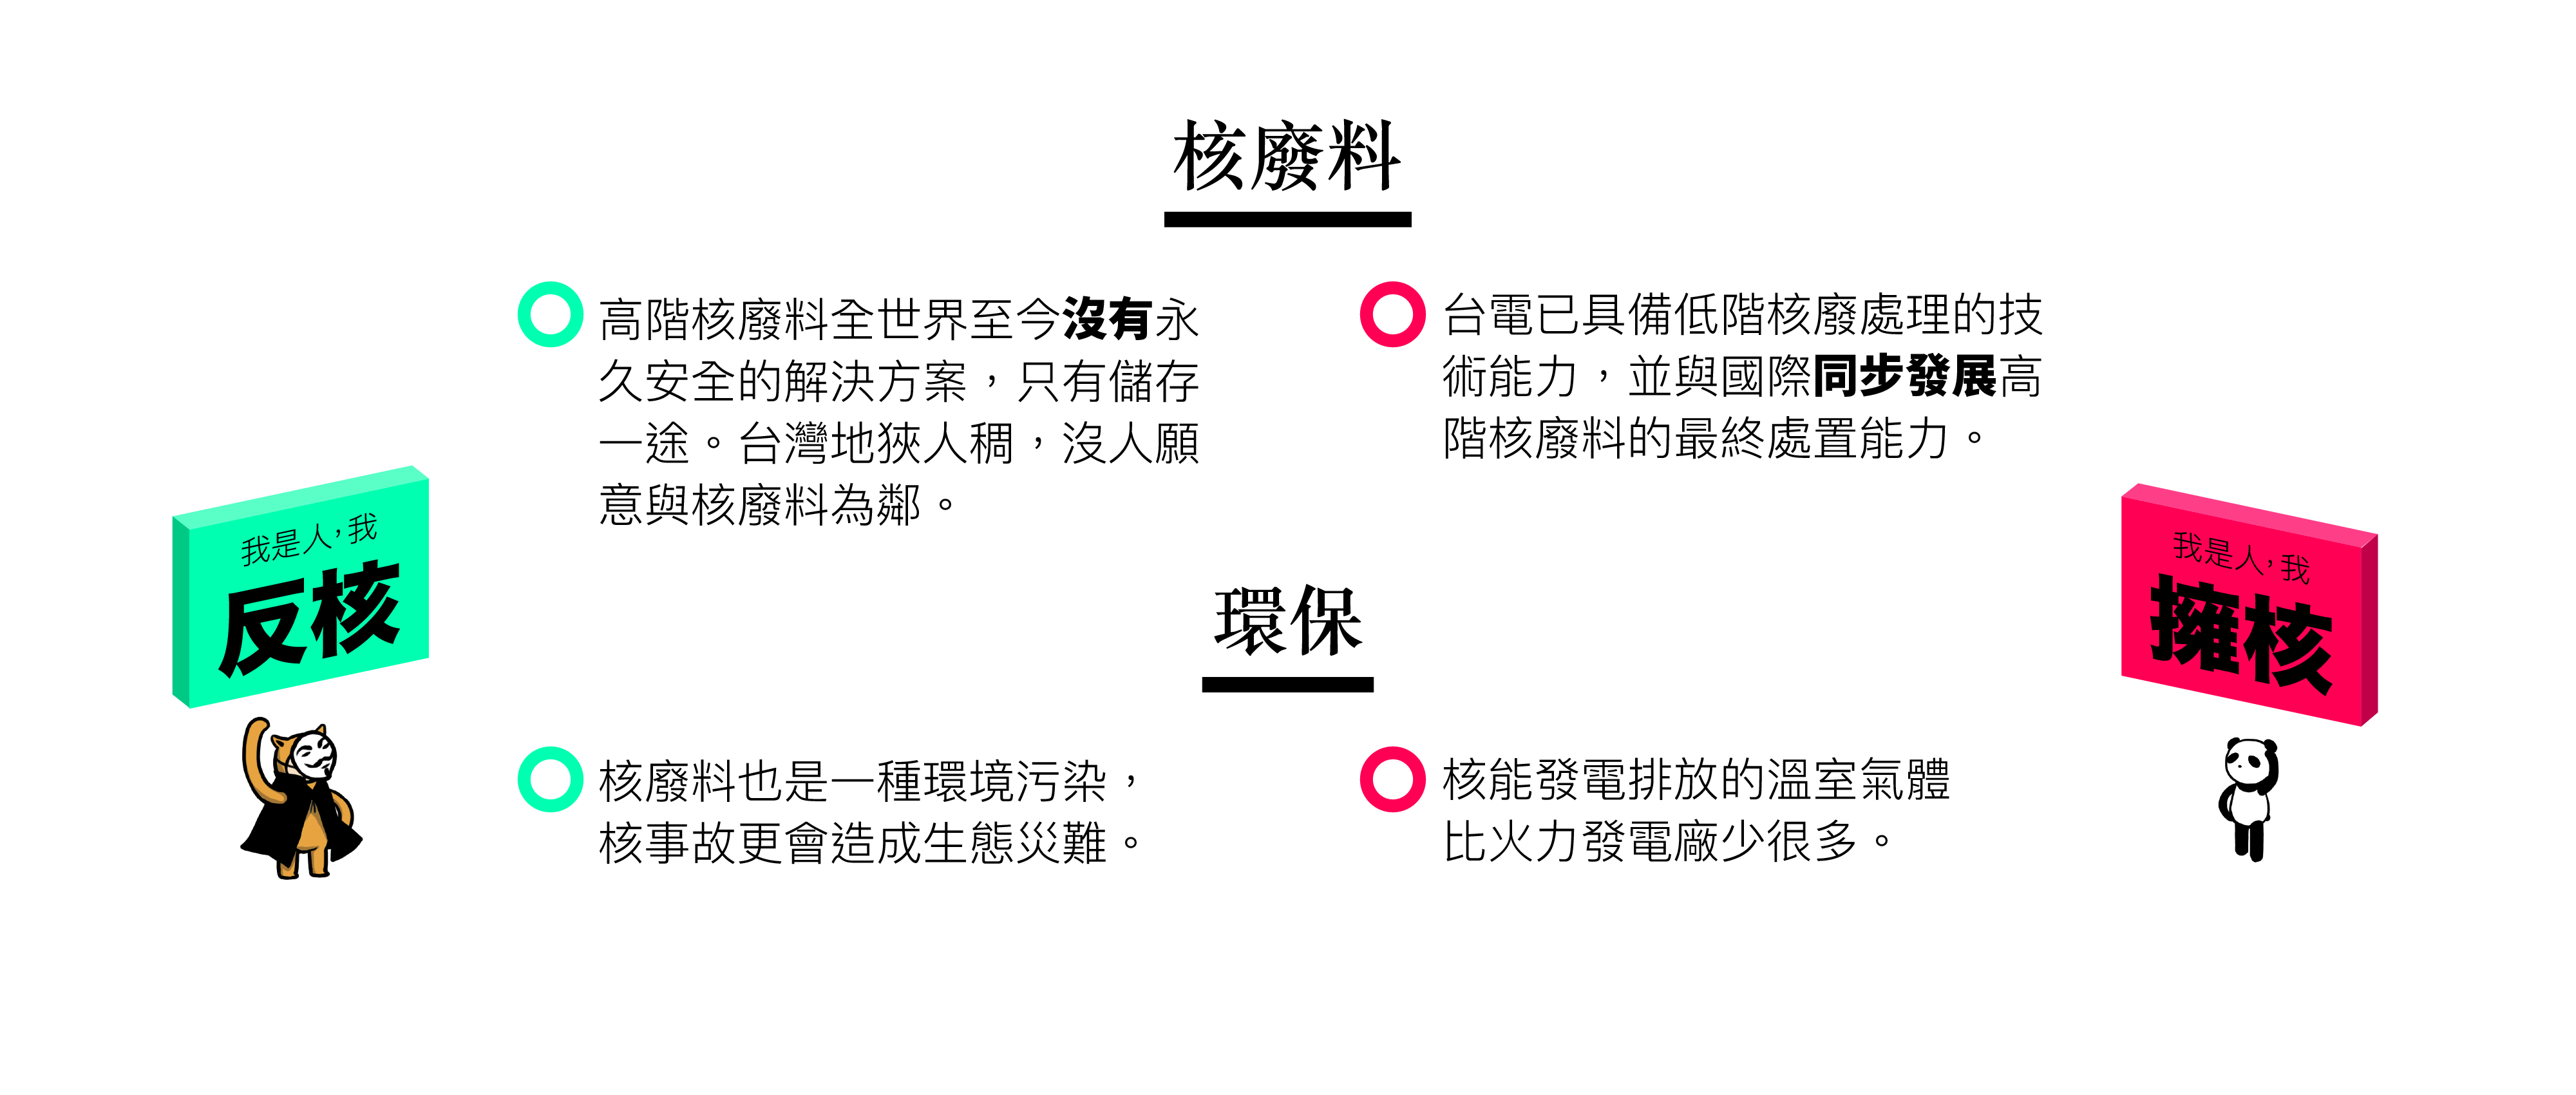 核廢料
高階核廢料全世界至今沒有永
久安全的解決方案，只有儲存
一途。台灣地狹人稠，沒人願
意與核廢料為鄰。
台電已具備低階核廢處理的技
術能力，並與國際同步發展高
階核廢料的最終處置能力。
我是人，我
反核
我是人，我
擁核
環保
核廢料也是一種環境污染，
核事故更會造成生態災難。
核能發電排放的溫室氣體
比火力發電廠少很多。